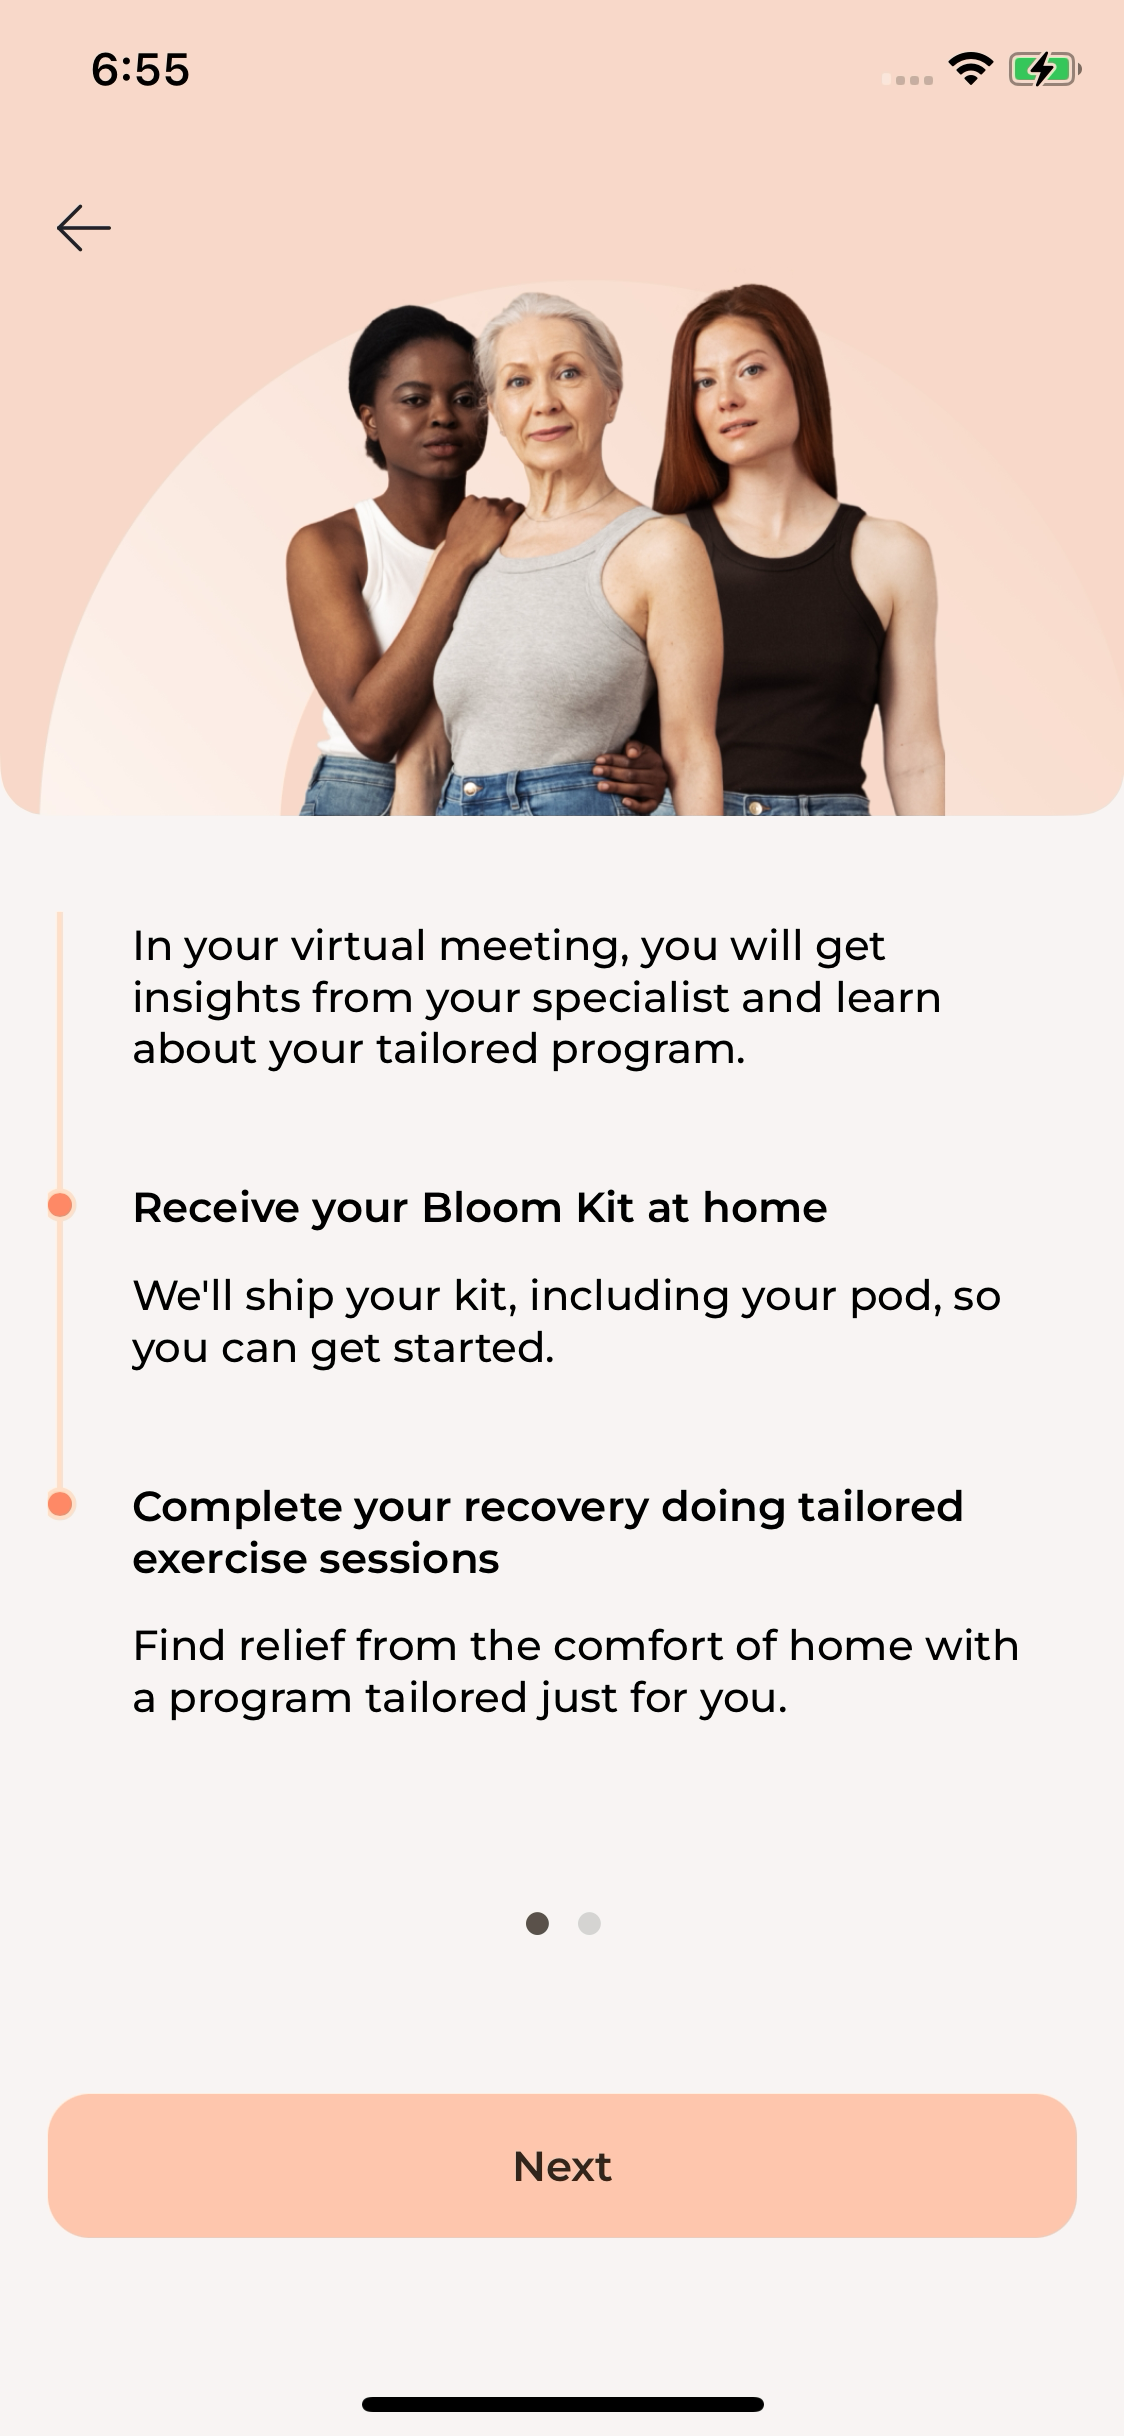 6:55
In your virtual meeting, you will get
insights from your specialist and learn
about your tailored program.
Receive your Bloom Kit at home
We'll ship your kit, including your pod, so
you can get started.
Complete your recovery doing tailored
exercise sessions
Find relief from the comfort of home with
a program tailored just for you.
Next